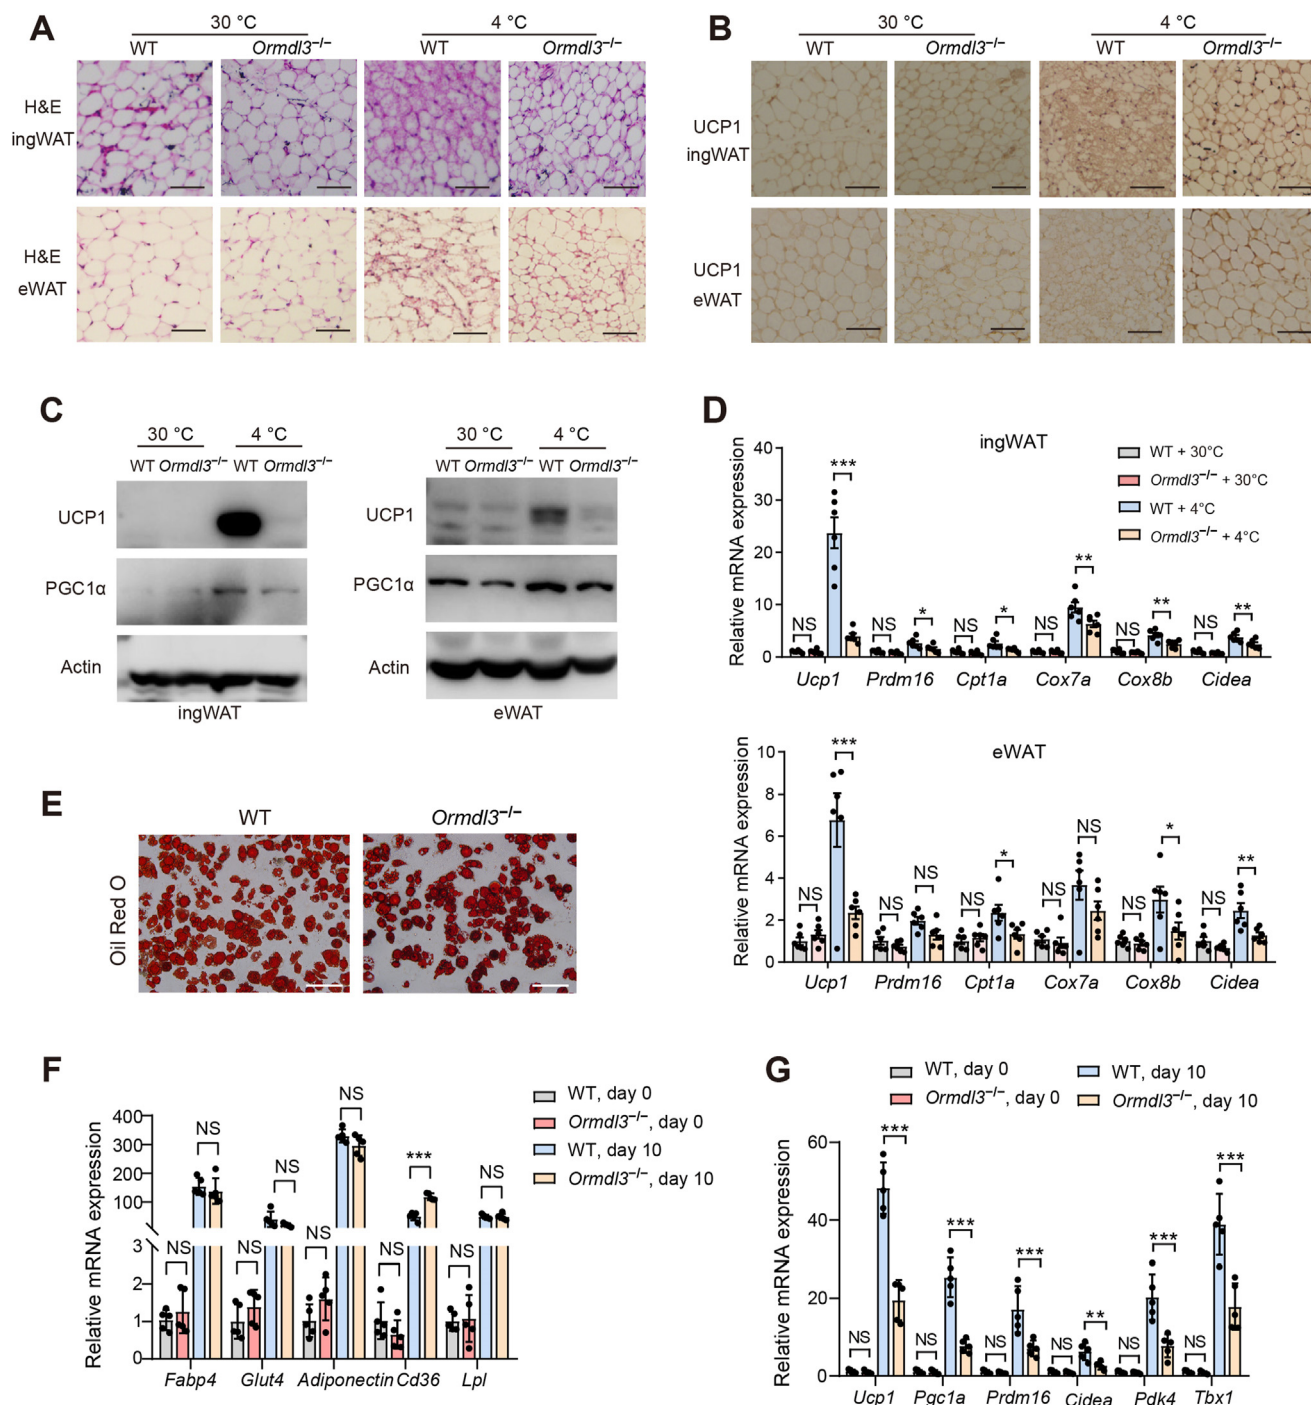 A
30 °C
4 °C
WT
Ormdl3⁻/⁻
WT
Ormdl3⁻/⁻
H&E
ingWAT
H&E
eWAT
B
30 °C
4 °C
WT
Ormdl3⁻/⁻
WT
Ormdl3⁻/⁻
UCP1
ingWAT
UCP1
eWAT
C
30 °C
4 °C
WT Ormdl3⁻/⁻ WT Ormdl3⁻/⁻
UCP1
PGC1α
Actin
ingWAT
30 °C
4 °C
WT Ormdl3⁻/⁻ WT Ormdl3⁻/⁻
UCP1
PGC1α
Actin
eWAT
D
ingWAT
Relative mRNA expression
40
30
20
10
0
WT + 30°C
Ormdl3⁻/⁻ + 30°C
WT + 4°C
Ormdl3⁻/⁻ + 4°C
NS *** NS * NS * NS ** NS ** NS **
Ucp1 Prdm16 Cpt1a Cox7a Cox8b Cidea
eWAT
Relative mRNA expression
10
8
6
4
2
0
NS *** NS NS NS * NS NS NS * NS **
Ucp1 Prdm16 Cpt1a Cox7a Cox8b Cidea
E
WT
Ormdl3⁻/⁻
Oil Red O
F
WT, day 0
Ormdl3⁻/⁻, day 0
WT, day 10
Ormdl3⁻/⁻, day 10
Relative mRNA expression
400
300
200
100
3
2
1
0
NS NS NS NS NS NS NS *** NS NS
Fabp4 Glut4 Adiponectin Cd36 Lpl
G
WT, day 0
WT, day 10
Ormdl3⁻/⁻, day 0
Ormdl3⁻/⁻, day 10
Relative mRNA expression
60
40
20
0
NS *** NS *** NS *** NS ** NS *** NS ***
Ucp1 Pgc1a Prdm16 Cidea Pdk4 Tbx1